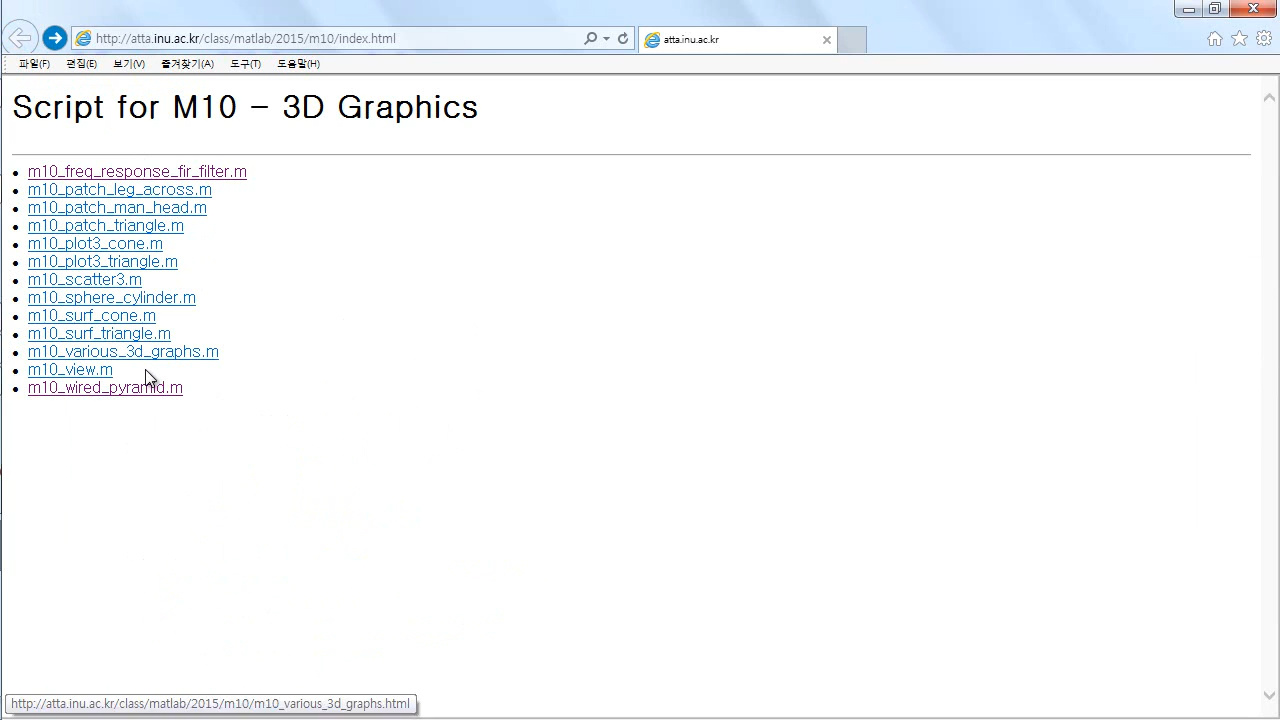 http://atta.inu.ac.kr/class/matlab/2015/m10/index.html
atta.inu.ac.kr
파일(F) 편집(E) 보기(V) 즐겨찾기(A) 도구(T) 도움말(H)
Script for M10 - 3D Graphics
m10_freq_response_fir_filter.m
m10_patch_leg_across.m
m10_patch_man_head.m
m10_patch_triangle.m
m10_plot3_cone.m
m10_plot3_triangle.m
m10_scatter3.m
m10_sphere_cylinder.m
m10_surf_cone.m
m10_surf_triangle.m
m10_various_3d_graphs.m
m10_view.m
m10_wired_pyramid.m
http://atta.inu.ac.kr/class/matlab/2015/m10/m10_various_3d_graphs.html